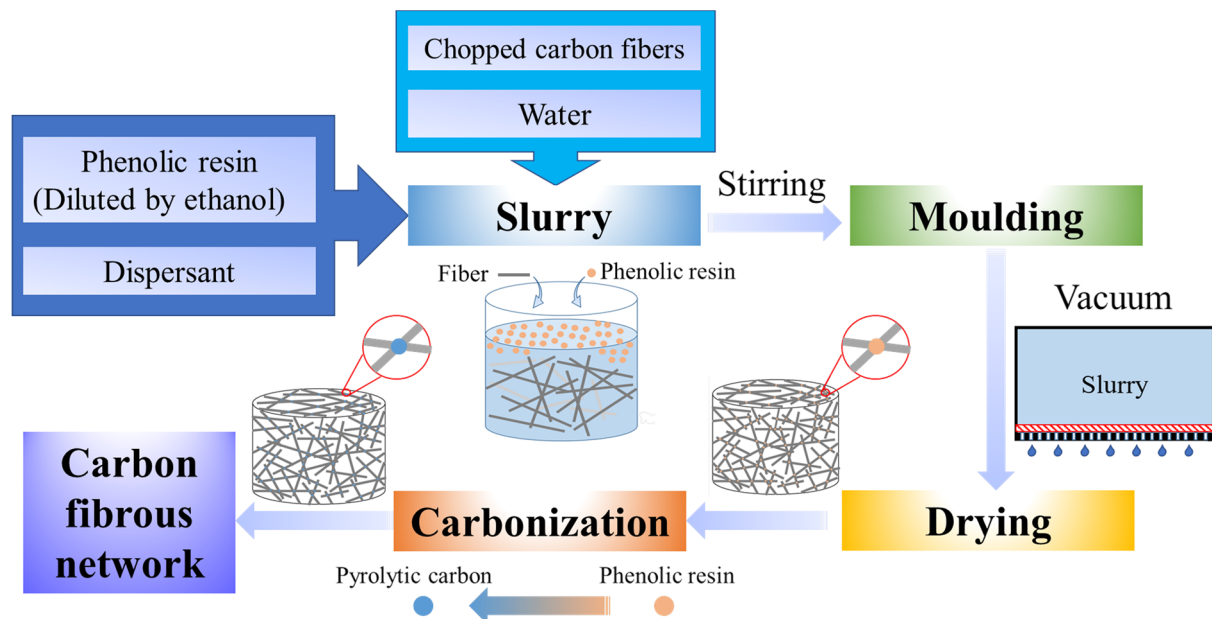 Chopped carbon fibers
Water
Phenolic resin
(Diluted by ethanol)
Dispersant
Slurry
Stirring
Moulding
Fiber
Phenolic resin
Vacuum
Slurry
Carbon
fibrous
network
Carbonization
Drying
Pyrolytic carbon
Phenolic resin